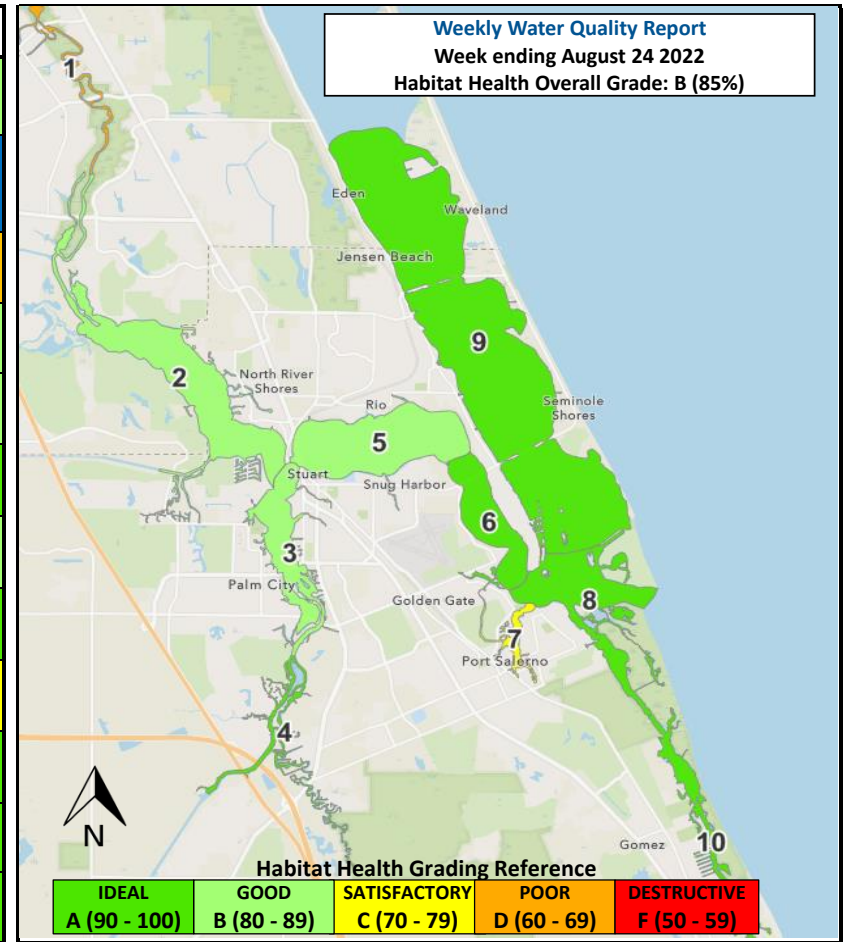 Weekly Water Quality Report
Week ending August 24 2022
Habitat Health Overall Grade: B (85%)
1
Eden
Waveland
Jensen Beach
9
2
North River
Shores
Rio
Seminole
Shores
5
Stuart
Snug Harbor
6
3
Palm City
Golden Gate
8
7
Port Salerno
4
N
Gomez
10
Habitat Health Grading Reference
IDEAL
A (90 - 100)
GOOD
B (80 - 89)
SATISFACTORY
C (70 - 79)
POOR
D (60 - 69)
DESTRUCTIVE
F (50 - 59)